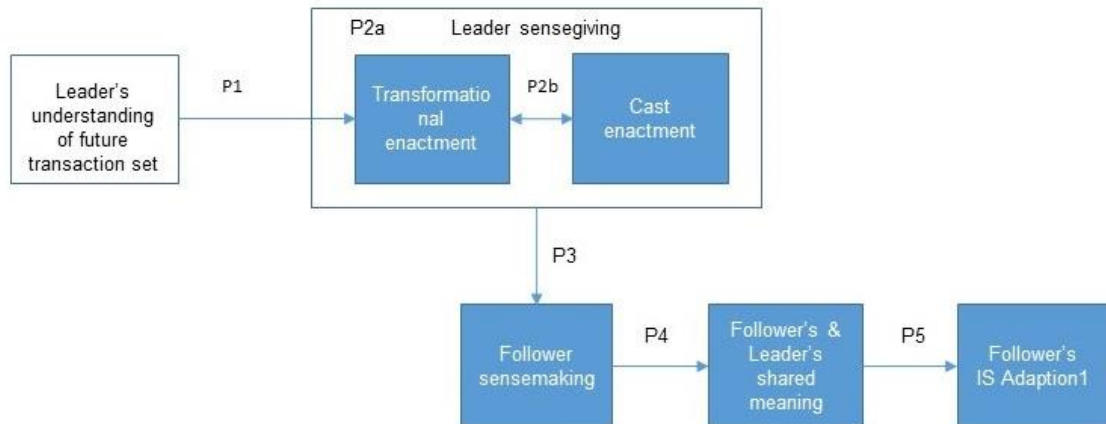 P2a Leader sensegiving
Leader's
understanding
of future
transaction set
P1
Transformatio
nal
enactment
P2b
Cast
enactment
P3
Follower
sensemaking
P4
Follower's &
Leader's
shared
meaning
P5
Follower's
IS Adaption1